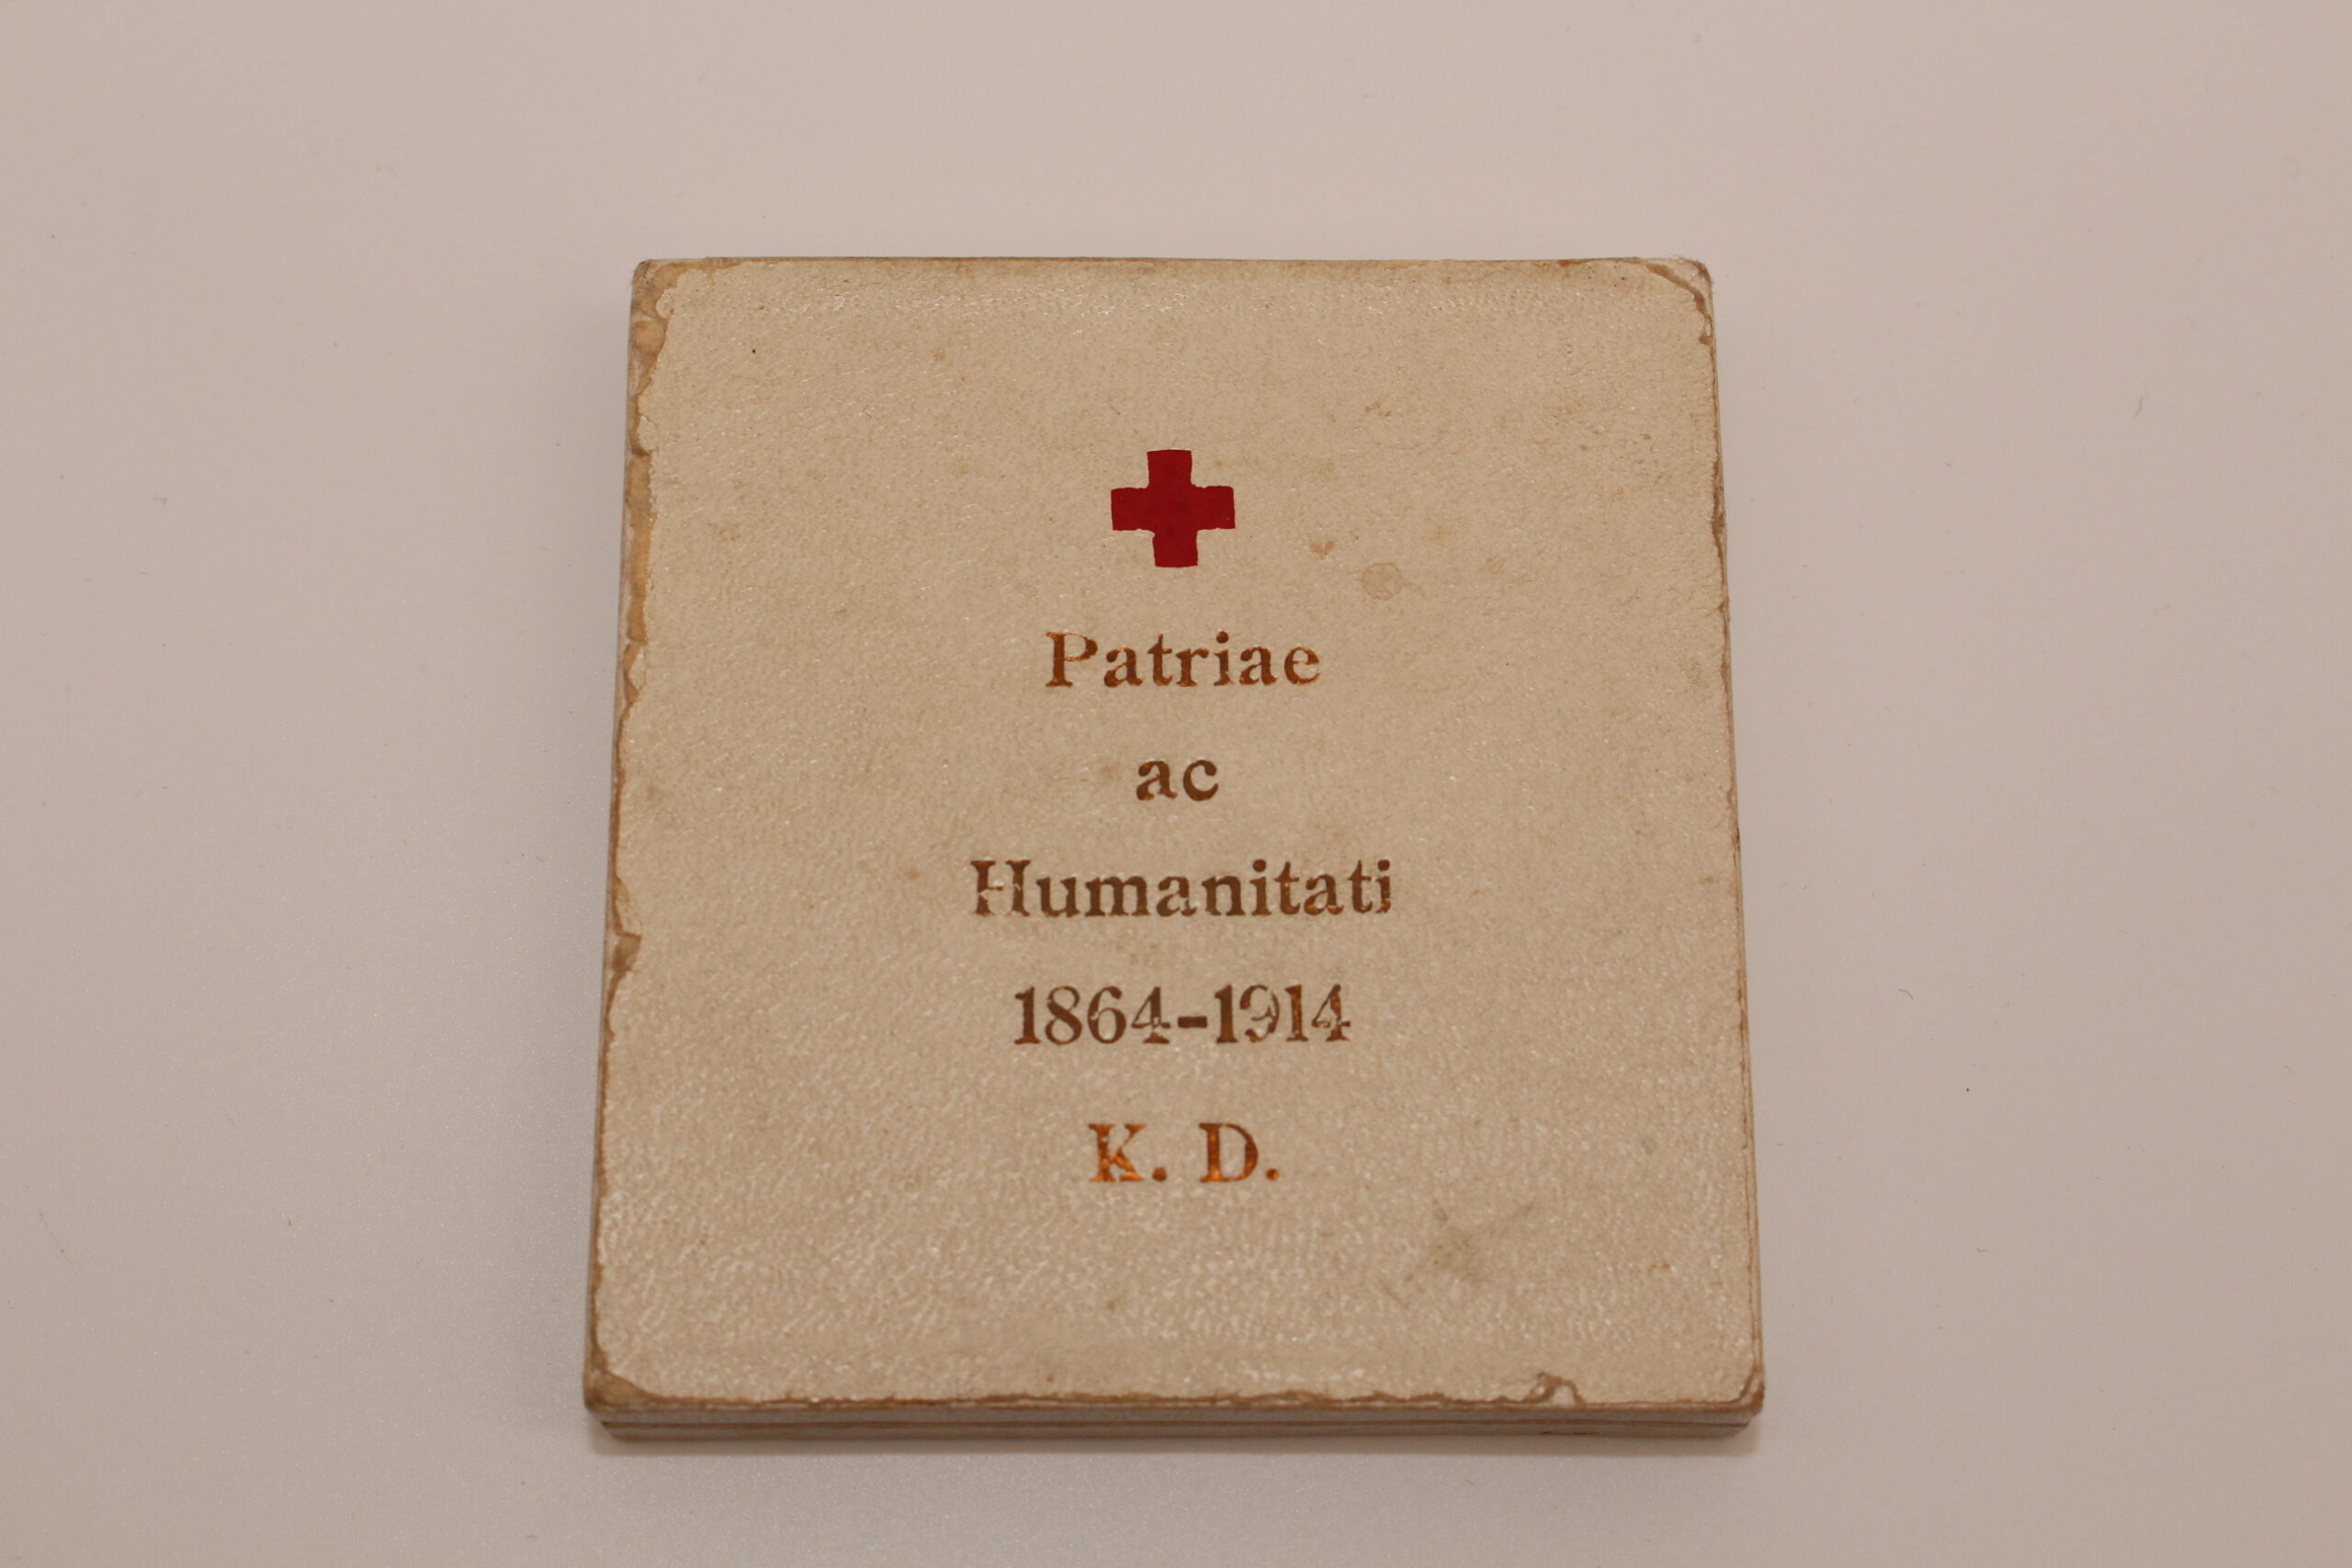 Patriae
ac
Humanitati
1864-1914
K. D.